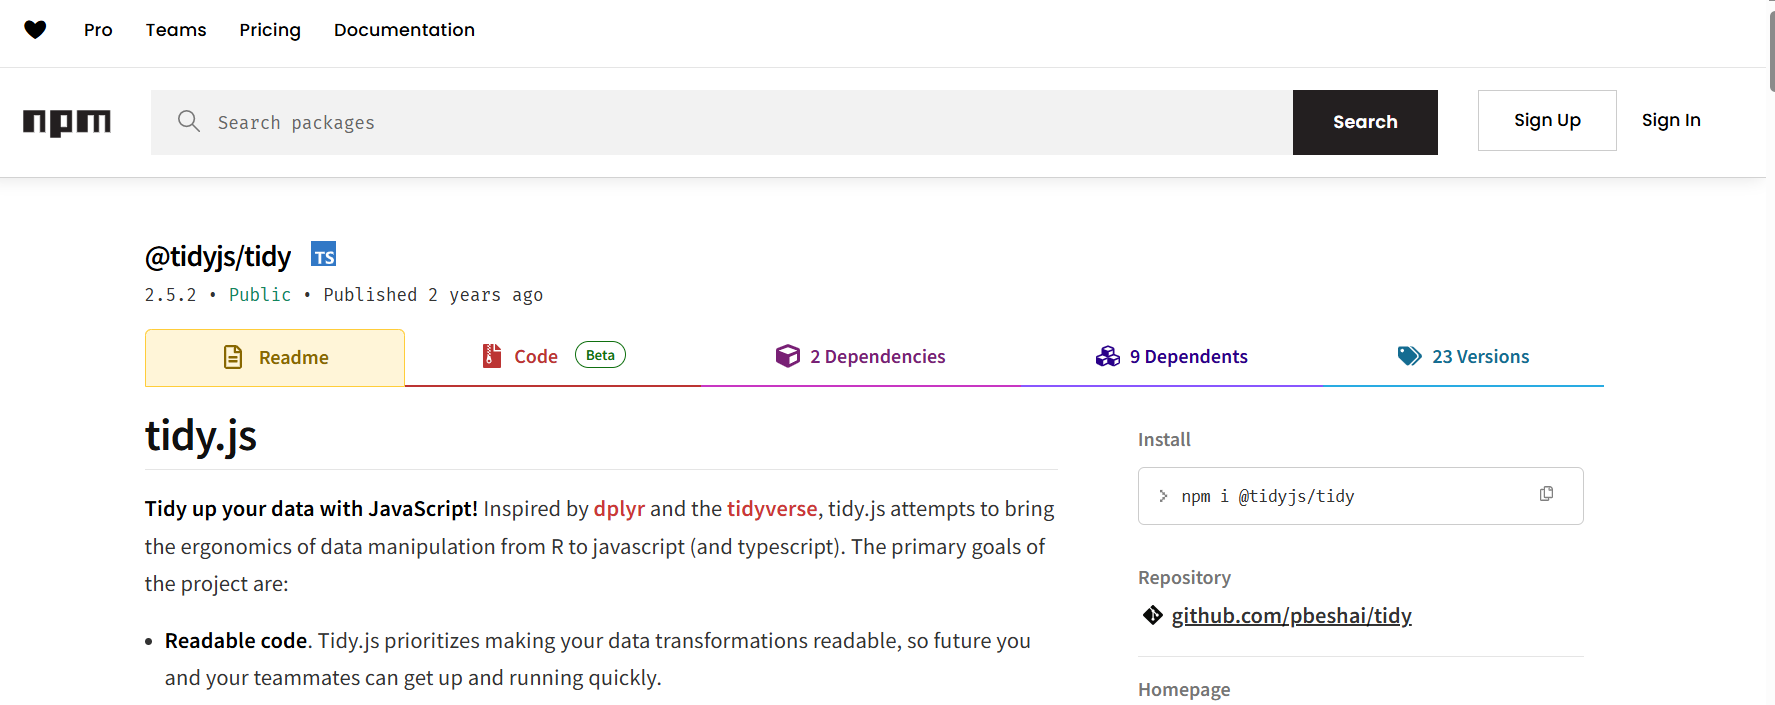 Pro Teams Pricing Documentation
npm Search packages Search Sign Up Sign In
@tidyjs/tidy TS
2.5.2 • Public • Published 2 years ago
Readme Code Beta 2 Dependencies 9 Dependents 23 Versions
tidy.js
Tidy up your data with JavaScript! Inspired by dplyr and the tidyverse, tidy.js attempts to bring
the ergonomics of data manipulation from R to javascript (and typescript). The primary goals of
the project are:
• Readable code. Tidy.js prioritizes making your data transformations readable, so future you
and your teammates can get up and running quickly.
Install
> npm i @tidyjs/tidy
Repository
github.com/pbeshai/tidy
Homepage